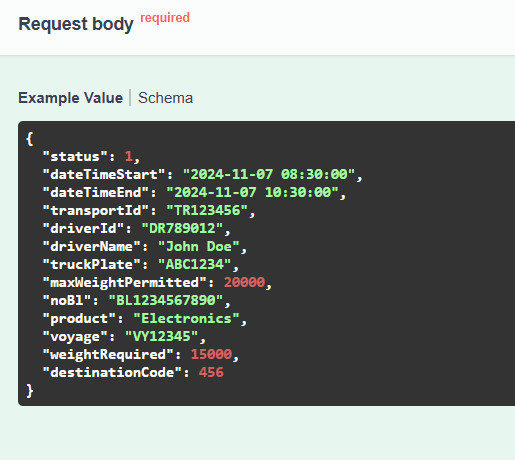 Request body required
Example Value | Schema
{
  "status": 1,
  "dateTimeStart": "2024-11-07 08:30:00",
  "dateTimeEnd": "2024-11-07 10:30:00",
  "transportId": "TR123456",
  "driverId": "DR789012",
  "driverName": "John Doe",
  "truckPlate": "ABC1234",
  "maxWeightPermitted": 20000,
  "noBl": "BL1234567890",
  "product": "Electronics",
  "voyage": "VY12345",
  "weightRequired": 15000,
  "destinationCode": 456
}